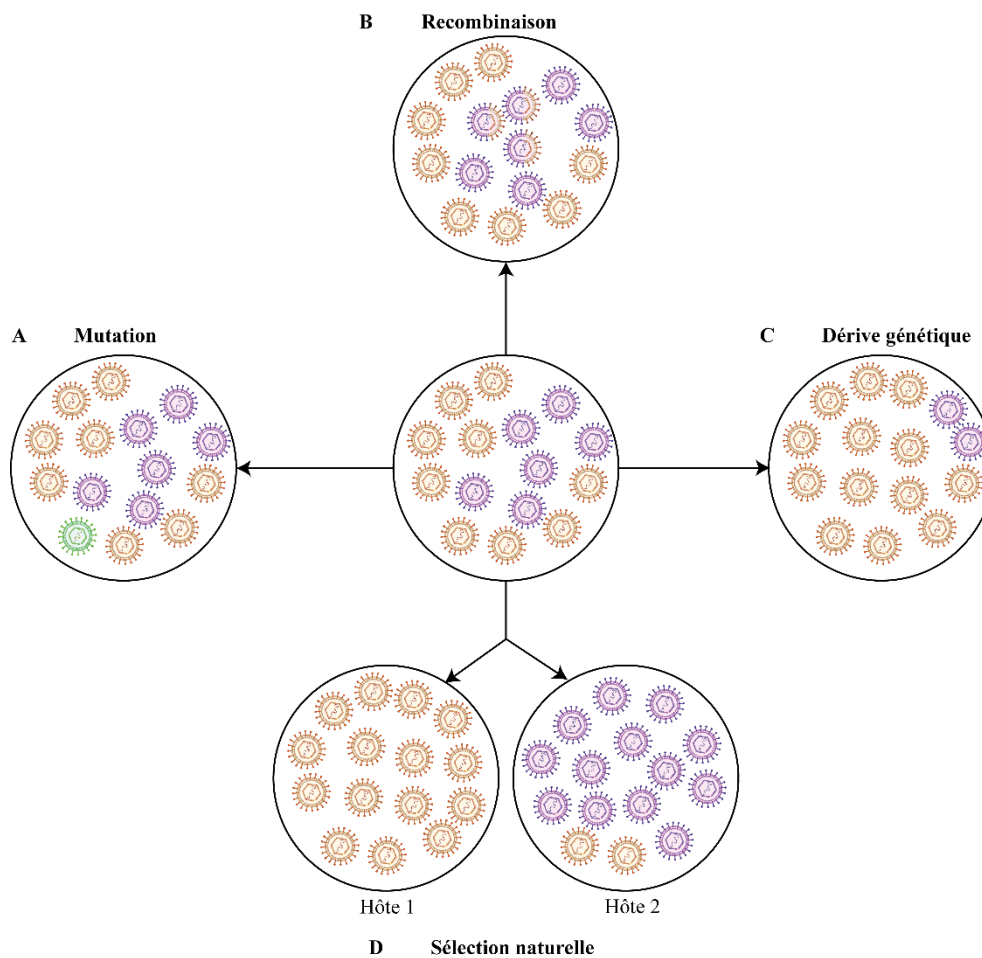 B Recombinaison
A Mutation
C Dérive génétique
Hôte 1
Hôte 2
D Sélection naturelle